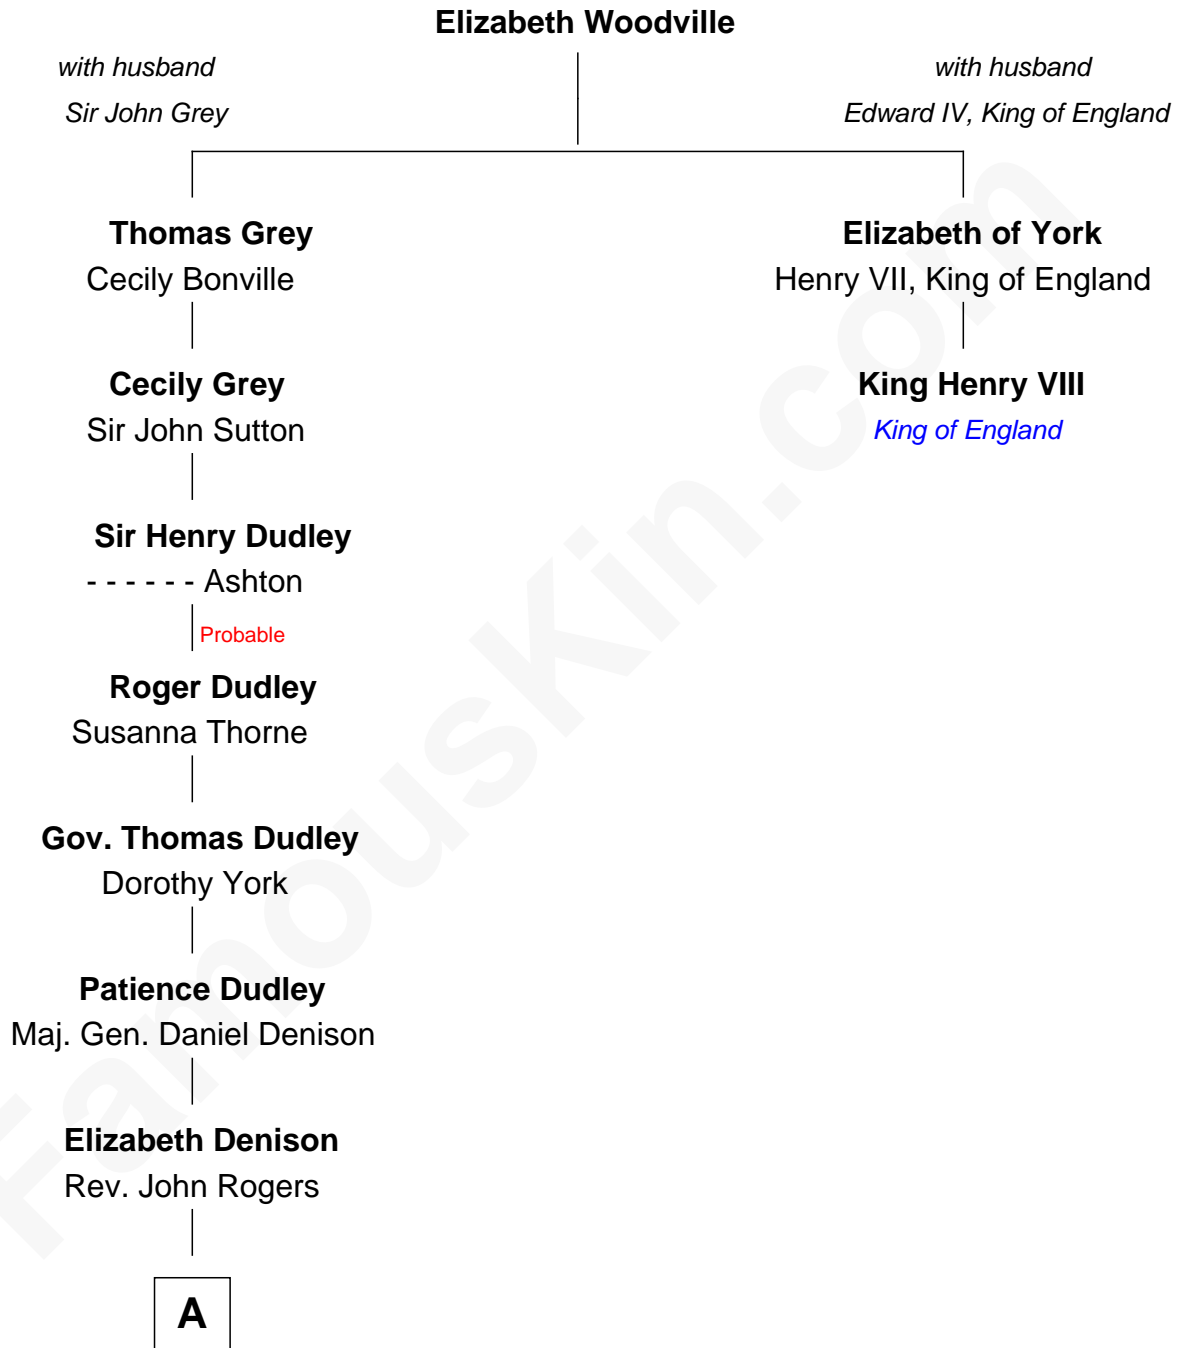 Elizabeth Woodville
with husband
Sir John Grey
with husband
Edward IV, King of England
Thomas Grey
Cecily Bonville
Elizabeth of York
Henry VII, King of England
Cecily Grey
Sir John Sutton
King Henry VIII
King of England
Sir Henry Dudley
- - - - - - Ashton
Probable
Roger Dudley
Susanna Thorne
Gov. Thomas Dudley
Dorothy York
Patience Dudley
Maj. Gen. Daniel Denison
Elizabeth Denison
Rev. John Rogers
A
FamousKin.com